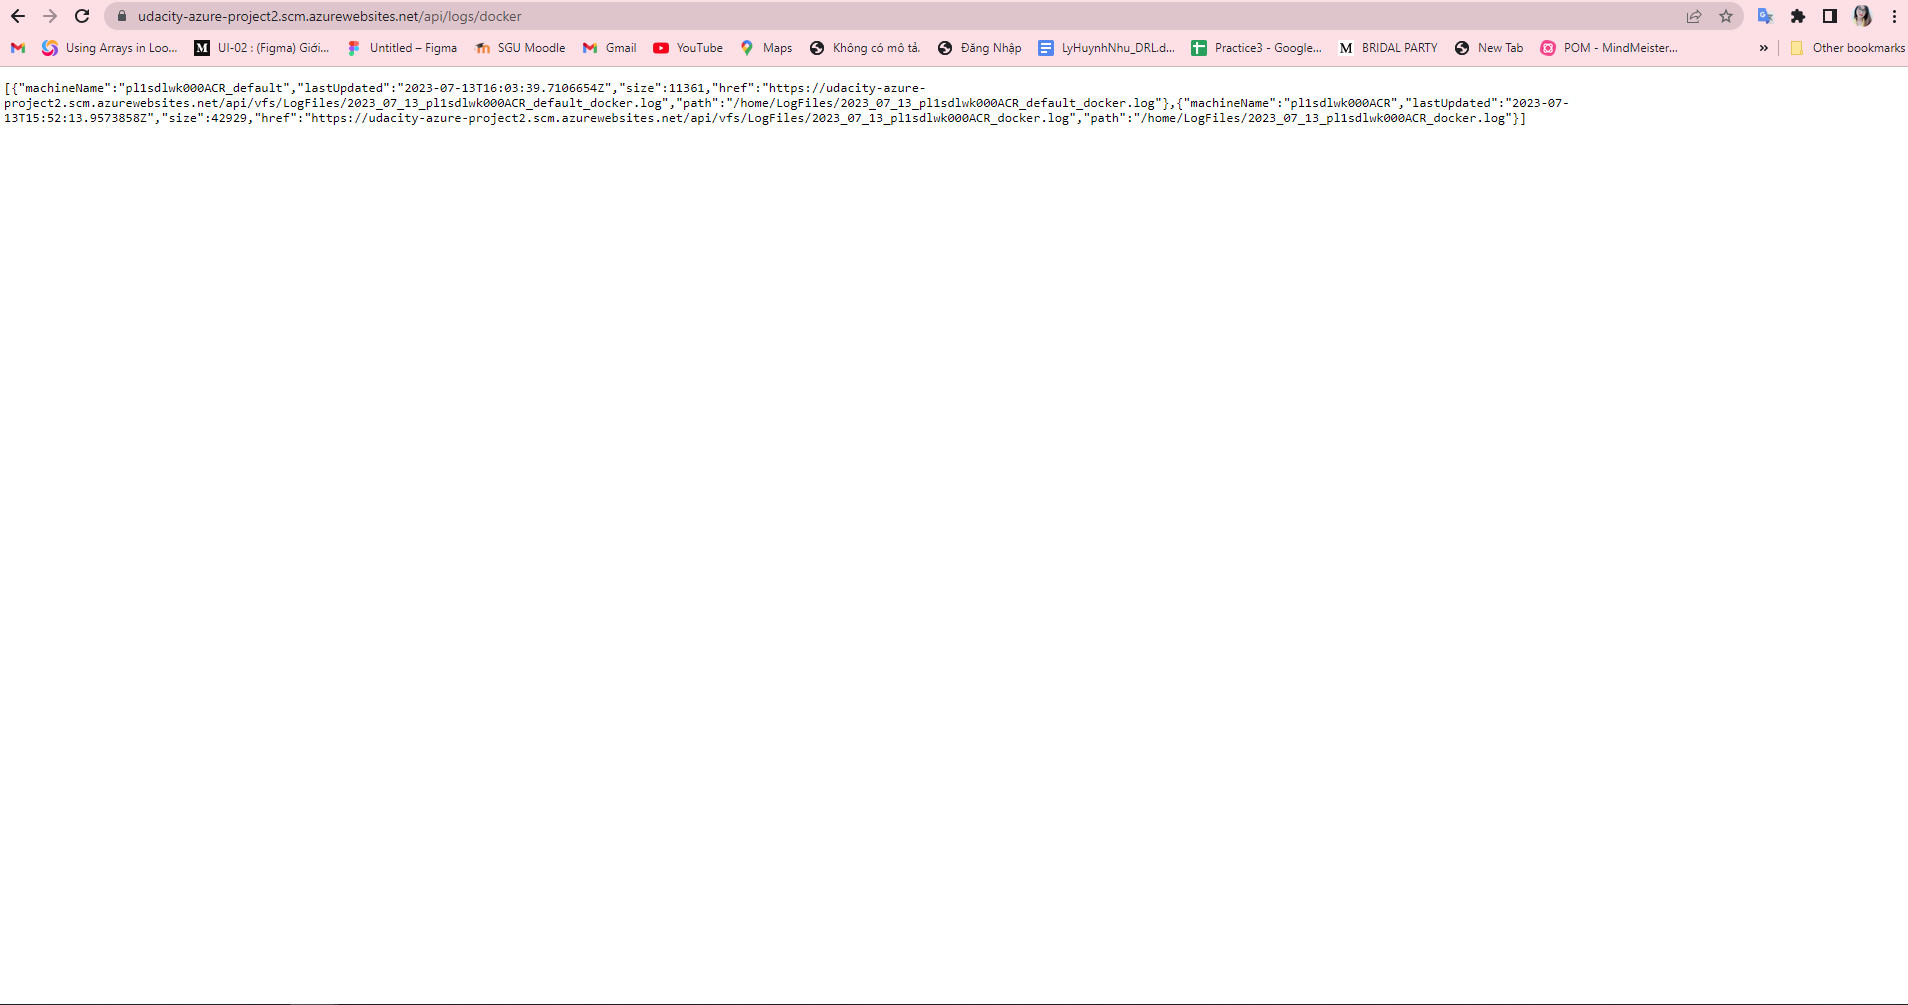 udacity-azure-project2.scm.azurewebsites.net/api/logs/docker
Using Arrays in Loo... UI-02 : (Figma) Giới... Untitled – Figma SGU Moodle Gmail YouTube Maps Không có mô tả. Đăng Nhập LyHuynhNhu_DRL.d... Practice3 - Google... BRIDAL PARTY New Tab POM - MindMeister... » Other bookmarks
[{"machineName":"pl1sdlwk000ACR_default","lastUpdated":"2023-07-13T16:03:39.7106654Z","size":11361,"href":"https://udacity-azure-
project2.scm.azurewebsites.net/api/vfs/LogFiles/2023_07_13_pl1sdlwk000ACR_default_docker.log","path":"/home/LogFiles/2023_07_13_pl1sdlwk000ACR_default_docker.log"},{"machineName":"pl1sdlwk000ACR","lastUpdated":"2023-07-
13T15:52:13.9573858Z","size":42929,"href":"https://udacity-azure-project2.scm.azurewebsites.net/api/vfs/LogFiles/2023_07_13_pl1sdlwk000ACR_docker.log","path":"/home/LogFiles/2023_07_13_pl1sdlwk000ACR_docker.log"}]